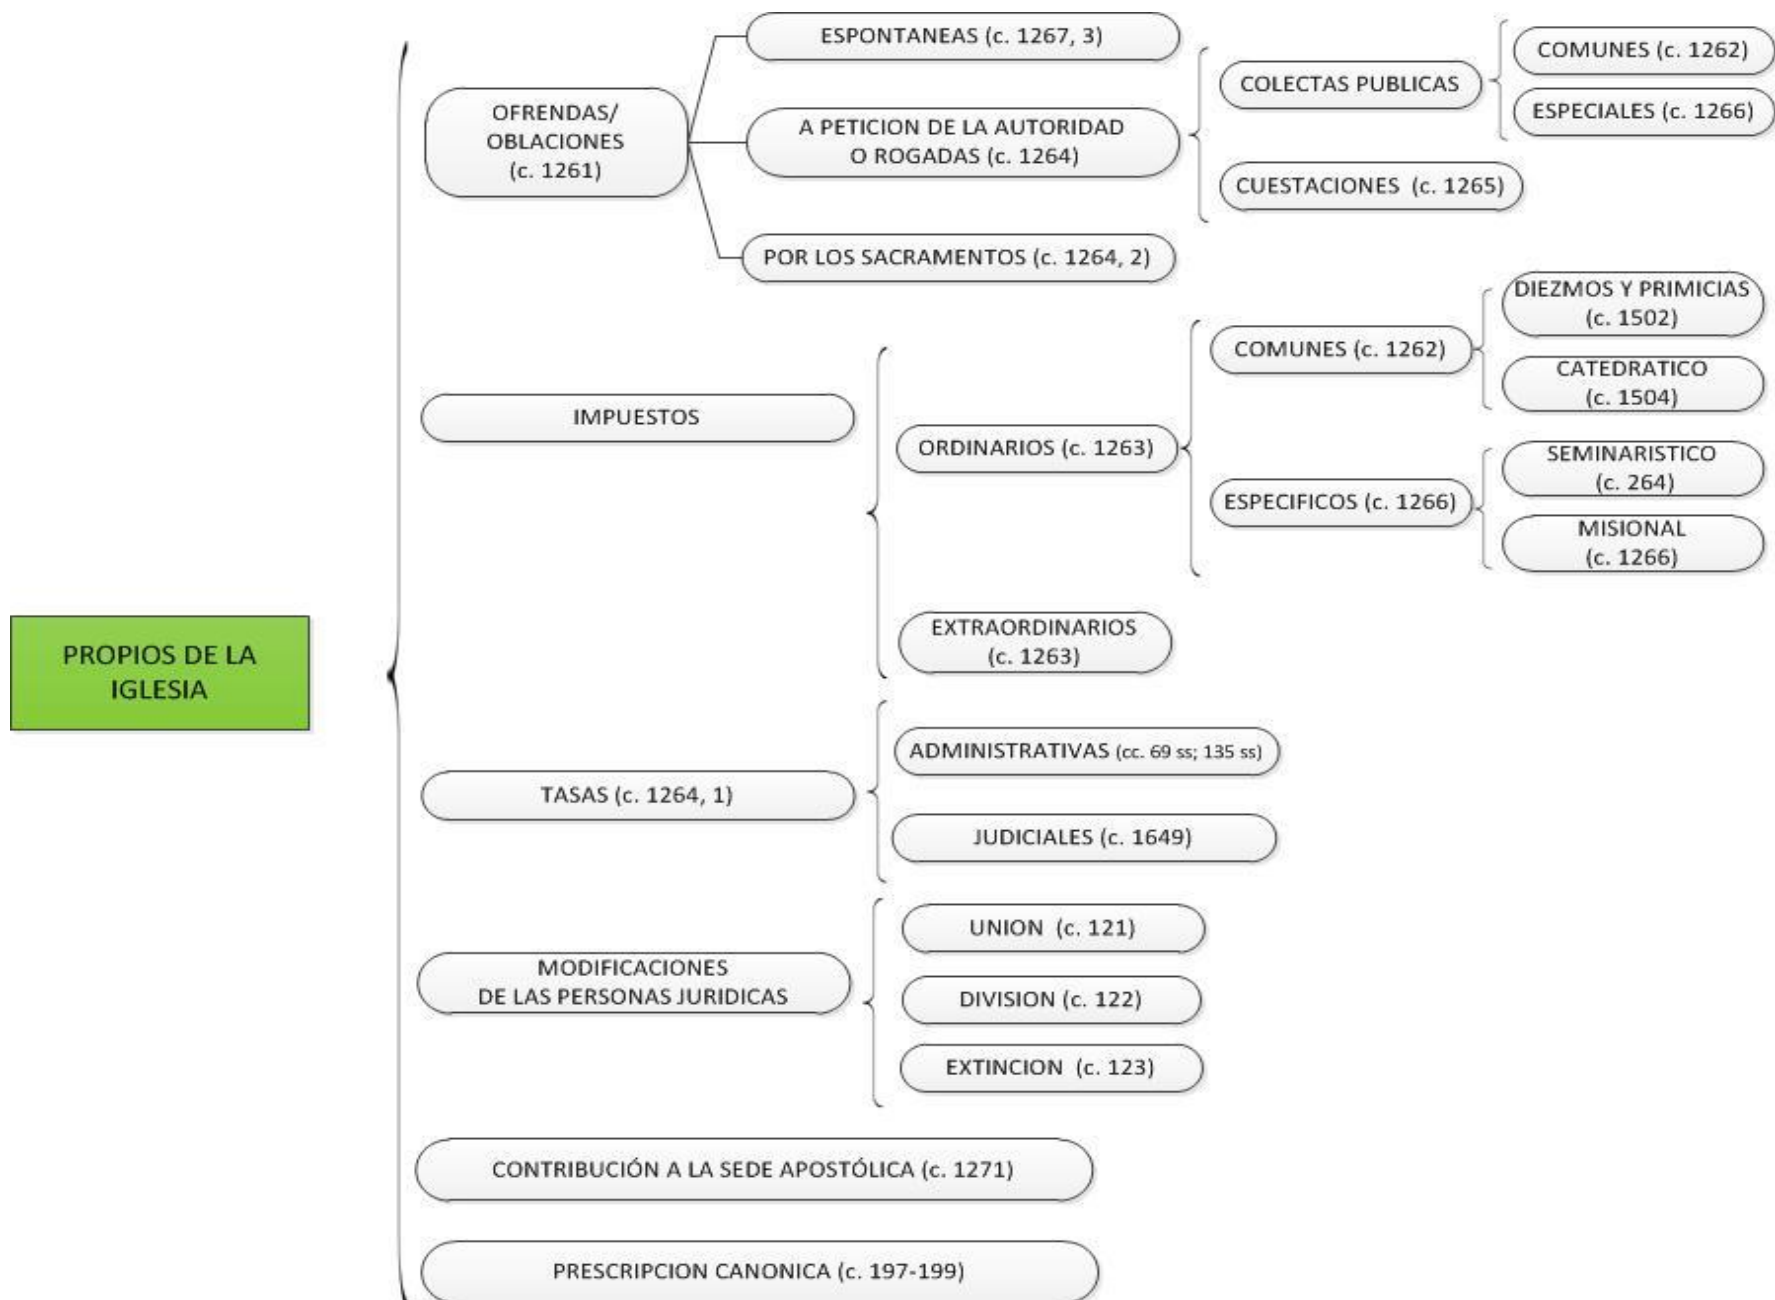 PROPIOS DE LA
IGLESIA
OFRENDAS/
OBLACIONES
(c. 1261)
ESPONTANEAS (c. 1267, 3)
A PETICION DE LA AUTORIDAD
O ROGADAS (c. 1264)
COLECTAS PUBLICAS
COMUNES (c. 1262)
ESPECIALES (c. 1266)
CUESTACIONES (c. 1265)
POR LOS SACRAMENTOS (c. 1264, 2)
IMPUESTOS
ORDINARIOS (c. 1263)
COMUNES (c. 1262)
DIEZMOS Y PRIMICIAS
(c. 1502)
CATEDRATICO
(c. 1504)
ESPECIFICOS (c. 1266)
SEMINARISTICO
(c. 264)
MISIONAL
(c. 1266)
EXTRAORDINARIOS
(c. 1263)
TASAS (c. 1264, 1)
ADMINISTRATIVAS (cc. 69 ss; 135 ss)
JUDICIALES (c. 1649)
MODIFICACIONES
DE LAS PERSONAS JURIDICAS
UNION (c. 121)
DIVISION (c. 122)
EXTINCION (c. 123)
CONTRIBUCIÓN A LA SEDE APOSTÓLICA (c. 1271)
PRESCRIPCION CANONICA (c. 197-199)